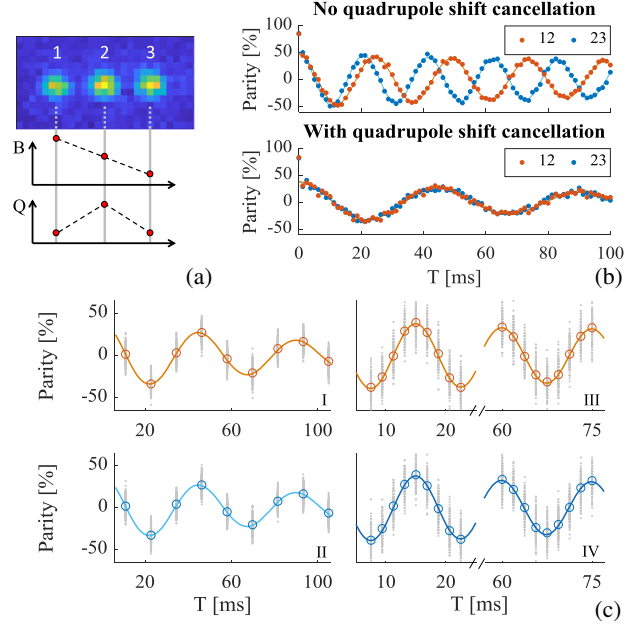 1 2 3
B
Q
(a)
No quadrupole shift cancellation
Parity [%]
100
50
0
-50
12 23
With quadrupole shift cancellation
Parity [%]
100
50
0
-50
12 23
0 20 40 60 80 100
T [ms]
(b)
Parity [%]
50
0
-50
I
20 60 100
III
5 10 15 20 60 75
Parity [%]
50
0
-50
II
20 60 100
T [ms]
IV
5 10 15 20 60 75
T [ms]
(c)